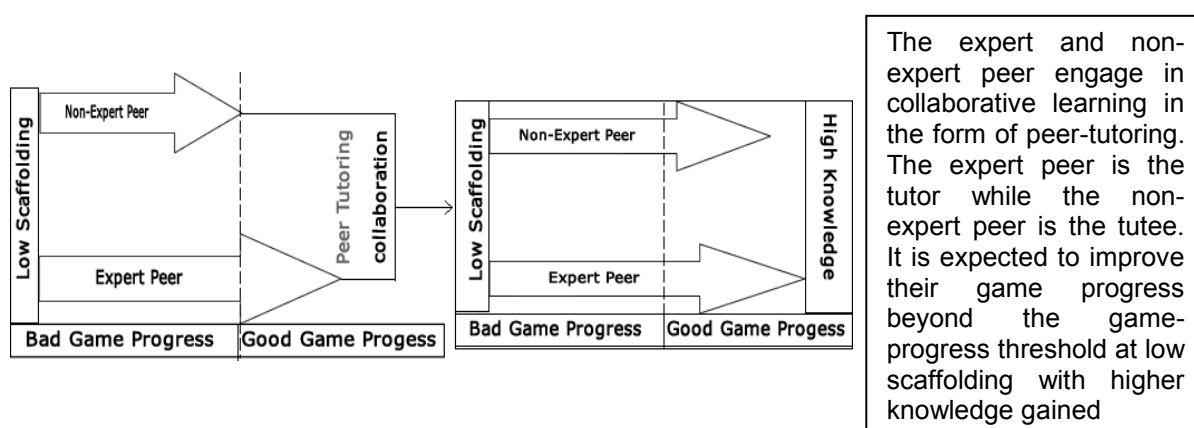 Low Scaffolding
Non-Expert Peer
Expert Peer
Peer Tutoring
collaboration
Bad Game Progress
Good Game Progess
Low Scaffolding
Non-Expert Peer
Expert Peer
High Knowledge
Bad Game Progress
Good Game Progess
The expert and non-
expert peer engage in
collaborative learning in
the form of peer-tutoring.
The expert peer is the
tutor while the non-
expert peer is the tutee.
It is expected to improve
their game progress
beyond the game-
progress threshold at low
scaffolding with higher
knowledge gained